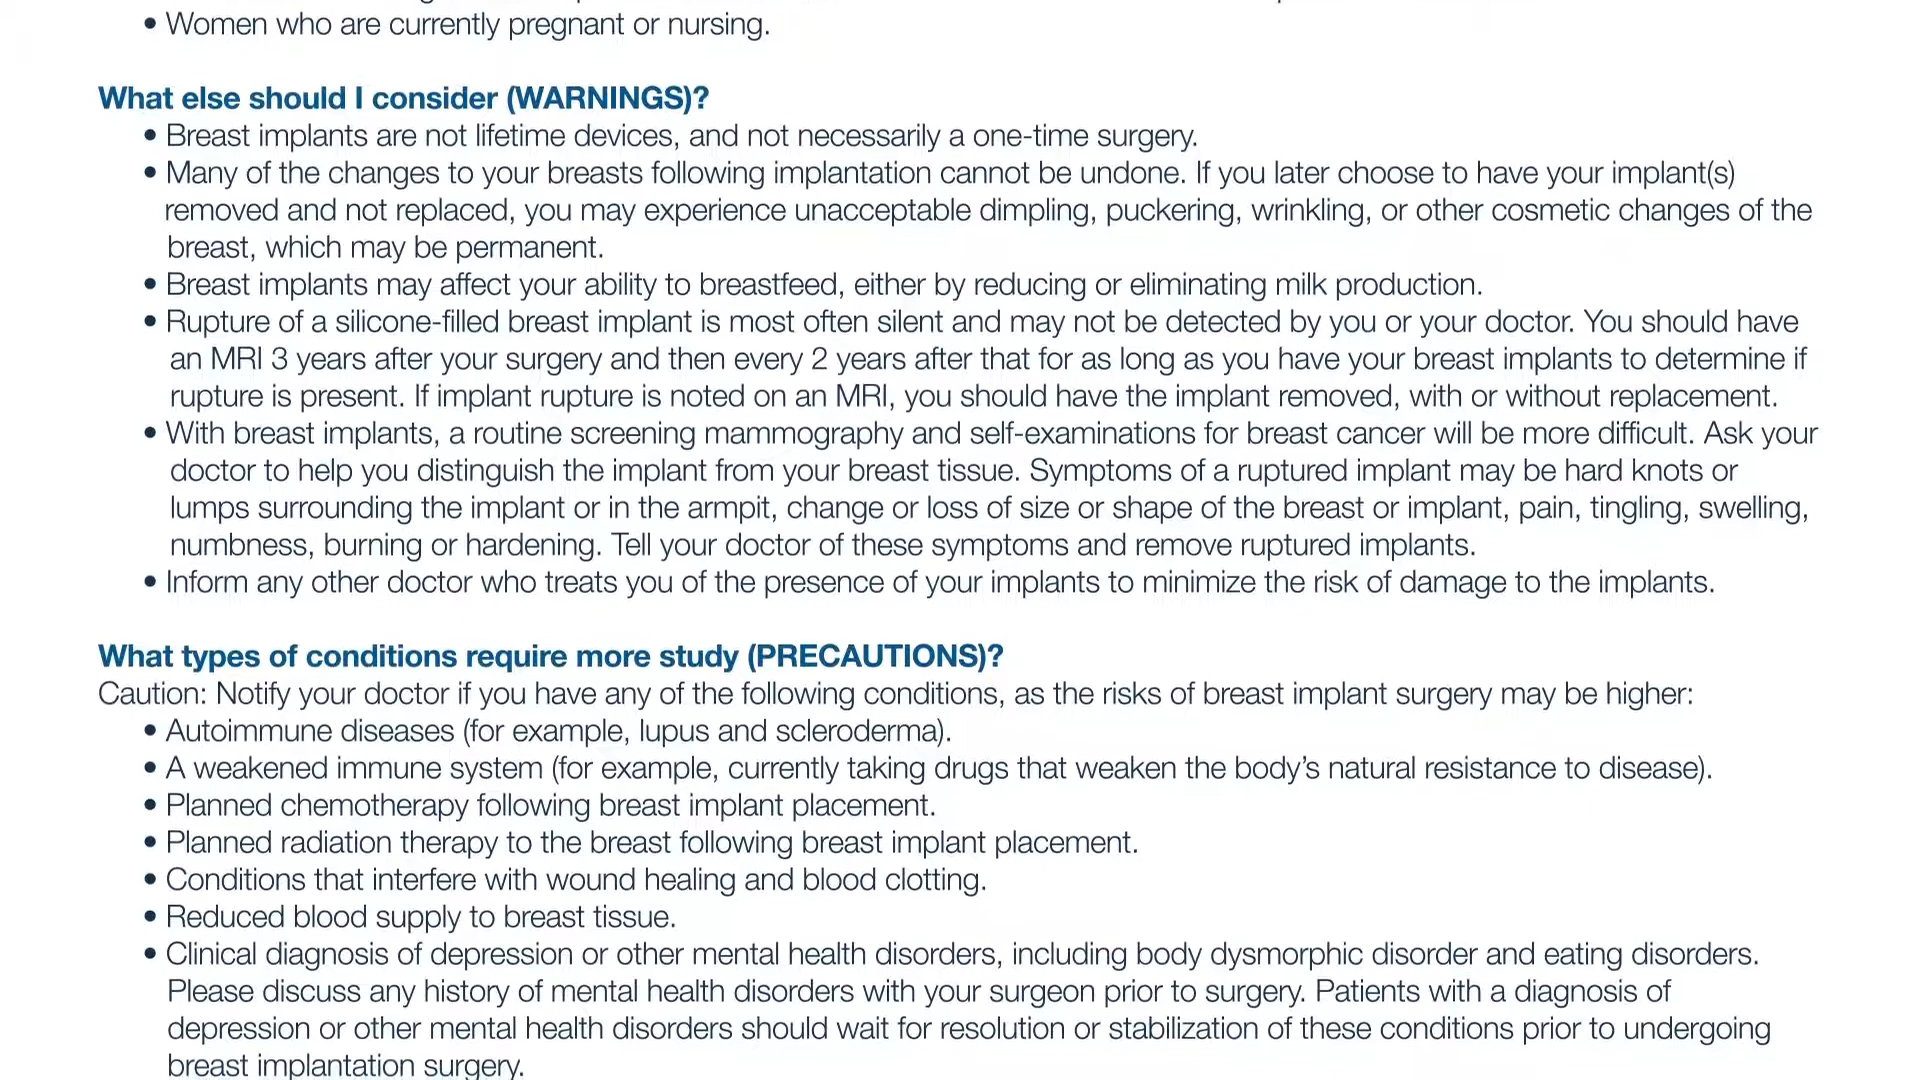 • Women who are currently pregnant or nursing.
What else should I consider (WARNINGS)?
• Breast implants are not lifetime devices, and not necessarily a one-time surgery.
• Many of the changes to your breasts following implantation cannot be undone. If you later choose to have your implant(s)
removed and not replaced, you may experience unacceptable dimpling, puckering, wrinkling, or other cosmetic changes of the
breast, which may be permanent.
• Breast implants may affect your ability to breastfeed, either by reducing or eliminating milk production.
• Rupture of a silicone-filled breast implant is most often silent and may not be detected by you or your doctor. You should have
an MRI 3 years after your surgery and then every 2 years after that for as long as you have your breast implants to determine if
rupture is present. If implant rupture is noted on an MRI, you should have the implant removed, with or without replacement.
• With breast implants, a routine screening mammography and self-examinations for breast cancer will be more difficult. Ask your
doctor to help you distinguish the implant from your breast tissue. Symptoms of a ruptured implant may be hard knots or
lumps surrounding the implant or in the armpit, change or loss of size or shape of the breast or implant, pain, tingling, swelling,
numbness, burning or hardening. Tell your doctor of these symptoms and remove ruptured implants.
• Inform any other doctor who treats you of the presence of your implants to minimize the risk of damage to the implants.
What types of conditions require more study (PRECAUTIONS)?
Caution: Notify your doctor if you have any of the following conditions, as the risks of breast implant surgery may be higher:
• Autoimmune diseases (for example, lupus and scleroderma).
• A weakened immune system (for example, currently taking drugs that weaken the body's natural resistance to disease).
• Planned chemotherapy following breast implant placement.
• Planned radiation therapy to the breast following breast implant placement.
• Conditions that interfere with wound healing and blood clotting.
• Reduced blood supply to breast tissue.
• Clinical diagnosis of depression or other mental health disorders, including body dysmorphic disorder and eating disorders.
Please discuss any history of mental health disorders with your surgeon prior to surgery. Patients with a diagnosis of
depression or other mental health disorders should wait for resolution or stabilization of these conditions prior to undergoing
breast implantation surgery.